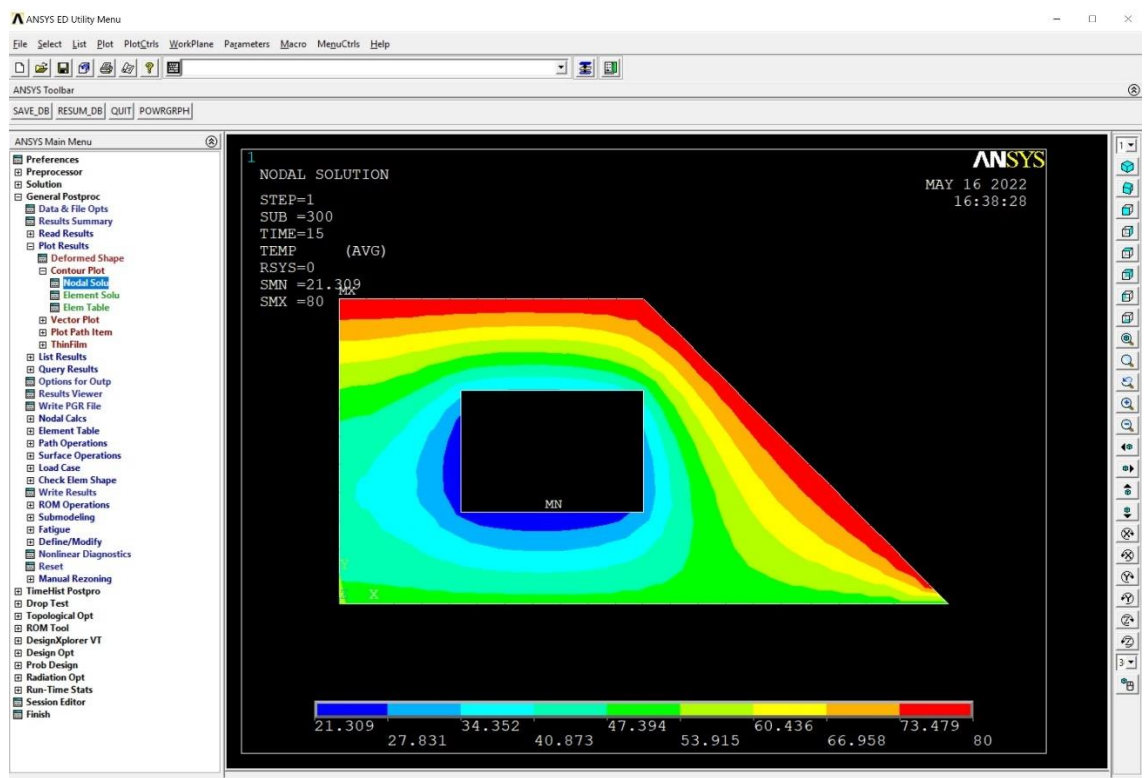 ANSYS ED Utility Menu
File Select List Plot PlotCtrls WorkPlane Parameters Macro MenuCtrls Help
ANSYS Toolbar
SAVE_DB RESUM_DB QUIT POWRGRPH
ANSYS Main Menu
Preferences
Preprocessor
Solution
General Postproc
Data & File Opts
Results Summary
Read Results
Plot Results
Deformed Shape
Contour Plot
Nodal Solu
Element Solu
Elem Table
Vector Plot
Plot Path Item
ThinFilm
List Results
Query Results
Options for Outp
Results Viewer
Write PGR File
Nodal Calcs
Element Table
Path Operations
Surface Operations
Load Case
Check Elem Shape
Write Results
ROM Operations
Submodeling
Fatigue
Define/Modify
Nonlinear Diagnostics
Reset
Manual Rezoning
TimeHist Postpro
Drop Test
Topological Opt
ROM Tool
DesignXplorer VT
Design Opt
Prob Design
Radiation Opt
Run-Time Stats
Session Editor
Finish
1
NODAL SOLUTION
STEP=1
SUB =300
TIME=15
TEMP (AVG)
RSYS=0
SMN =21.309
SMX =80
ANSYS
MAY 16 2022
16:38:28
MX
MN
Y
X
21.309 34.352 47.394 60.436 73.479
27.831 40.873 53.915 66.958 80
1
3